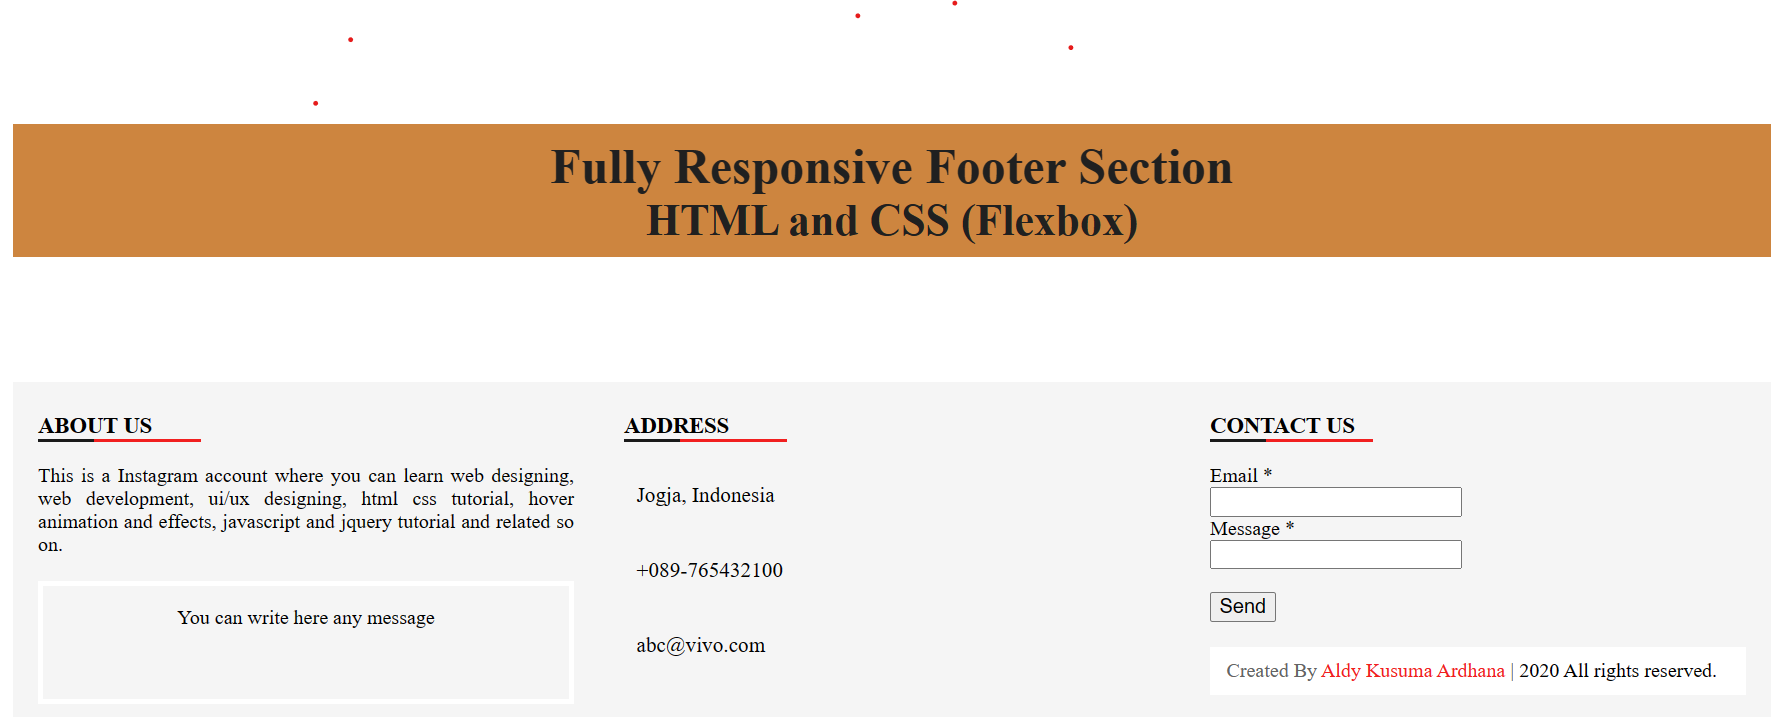 Fully Responsive Footer Section
HTML and CSS (Flexbox)
ABOUT US
This is a Instagram account where you can learn web designing,
web development, ui/ux designing, html css tutorial, hover
animation and effects, javascript and jquery tutorial and related so
on.
You can write here any message
ADDRESS
Jogja, Indonesia
+089-765432100
abc@vivo.com
CONTACT US
Email *
Message *
Send
Created By Aldy Kusuma Ardhana | 2020 All rights reserved.